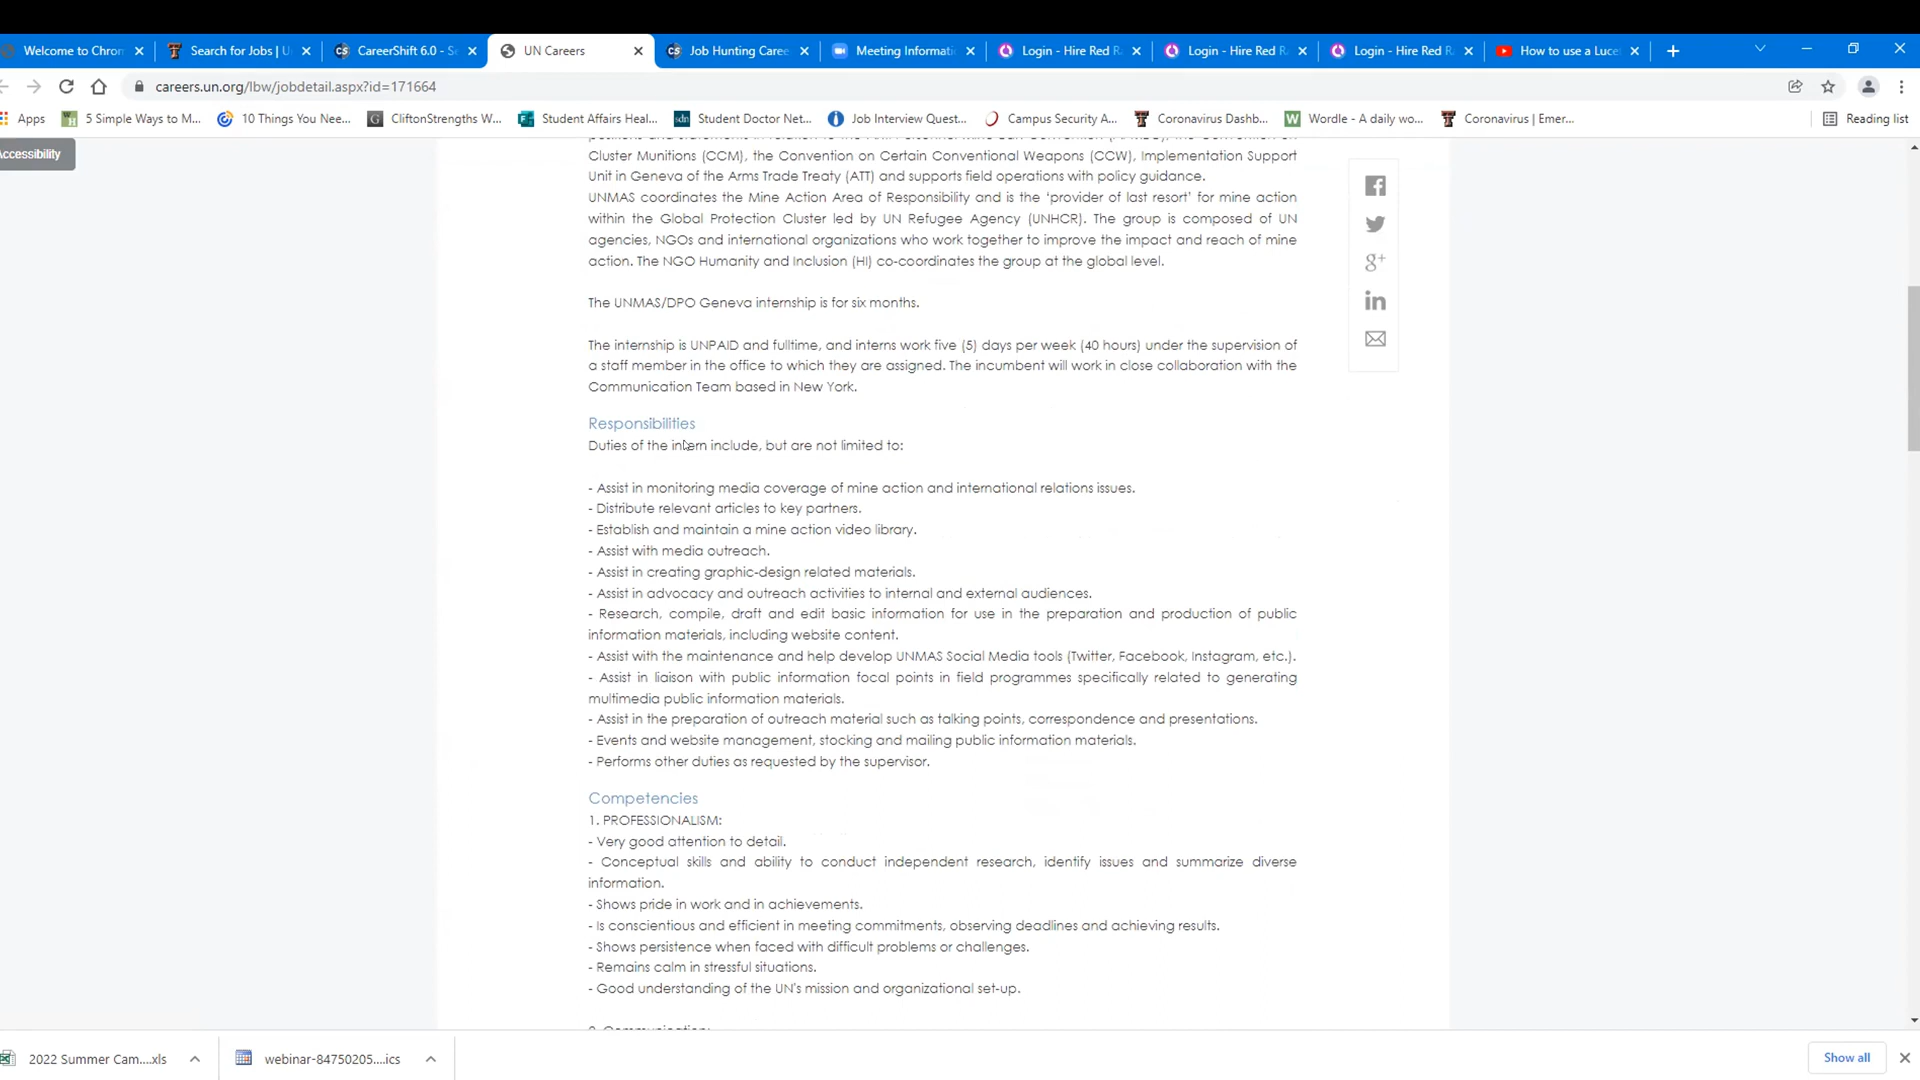 Welcome to Chrom
Search for Jobs | U
CareerShift 6.0 - Se
UN Careers
Job Hunting Caree
Meeting Informati
Login - Hire Red R
Login - Hire Red R
Login - Hire Red R
How to use a Luce
careers.un.org/lbw/jobdetail.aspx?id=171664
Apps
5 Simple Ways to M...
10 Things You Nee...
CliftonStrengths W...
Student Affairs Heal...
Student Doctor Net...
Job Interview Quest...
Campus Security A...
Coronavirus Dashb...
Wordle - A daily wo...
Coronavirus | Emer...
Reading list
Accessibility
Cluster Munitions (CCM), the Convention on Certain Conventional Weapons (CCW), Implementation Support
Unit in Geneva of the Arms Trade Treaty (ATT) and supports field operations with policy guidance.
UNMAS coordinates the Mine Action Area of Responsibility and is the ‘provider of last resort’ for mine action
within the Global Protection Cluster led by UN Refugee Agency (UNHCR). The group is composed of UN
agencies, NGOs and international organizations who work together to improve the impact and reach of mine
action. The NGO Humanity and Inclusion (HI) co-coordinates the group at the global level.
The UNMAS/DPO Geneva internship is for six months.
The internship is UNPAID and fulltime, and interns work five (5) days per week (40 hours) under the supervision of
a staff member in the office to which they are assigned. The incumbent will work in close collaboration with the
Communication Team based in New York.
Responsibilities
Duties of the intern include, but are not limited to:
- Assist in monitoring media coverage of mine action and international relations issues.
- Distribute relevant articles to key partners.
- Establish and maintain a mine action video library.
- Assist with media outreach.
- Assist in creating graphic-design related materials.
- Assist in advocacy and outreach activities to internal and external audiences.
- Research, compile, draft and edit basic information for use in the preparation and production of public
information materials, including website content.
- Assist with the maintenance and help develop UNMAS Social Media tools (Twitter, Facebook, Instagram, etc.).
- Assist in liaison with public information focal points in field programmes specifically related to generating
multimedia public information materials.
- Assist in the preparation of outreach material such as talking points, correspondence and presentations.
- Events and website management, stocking and mailing public information materials.
- Performs other duties as requested by the supervisor.
Competencies
1. PROFESSIONALISM:
- Very good attention to detail.
- Conceptual skills and ability to conduct independent research, identify issues and summarize diverse
information.
- Shows pride in work and in achievements.
- Is conscientious and efficient in meeting commitments, observing deadlines and achieving results.
- Shows persistence when faced with difficult problems or challenges.
- Remains calm in stressful situations.
- Good understanding of the UN's mission and organizational set-up.
2022 Summer Cam....xls
webinar-84750205....ics
Show all